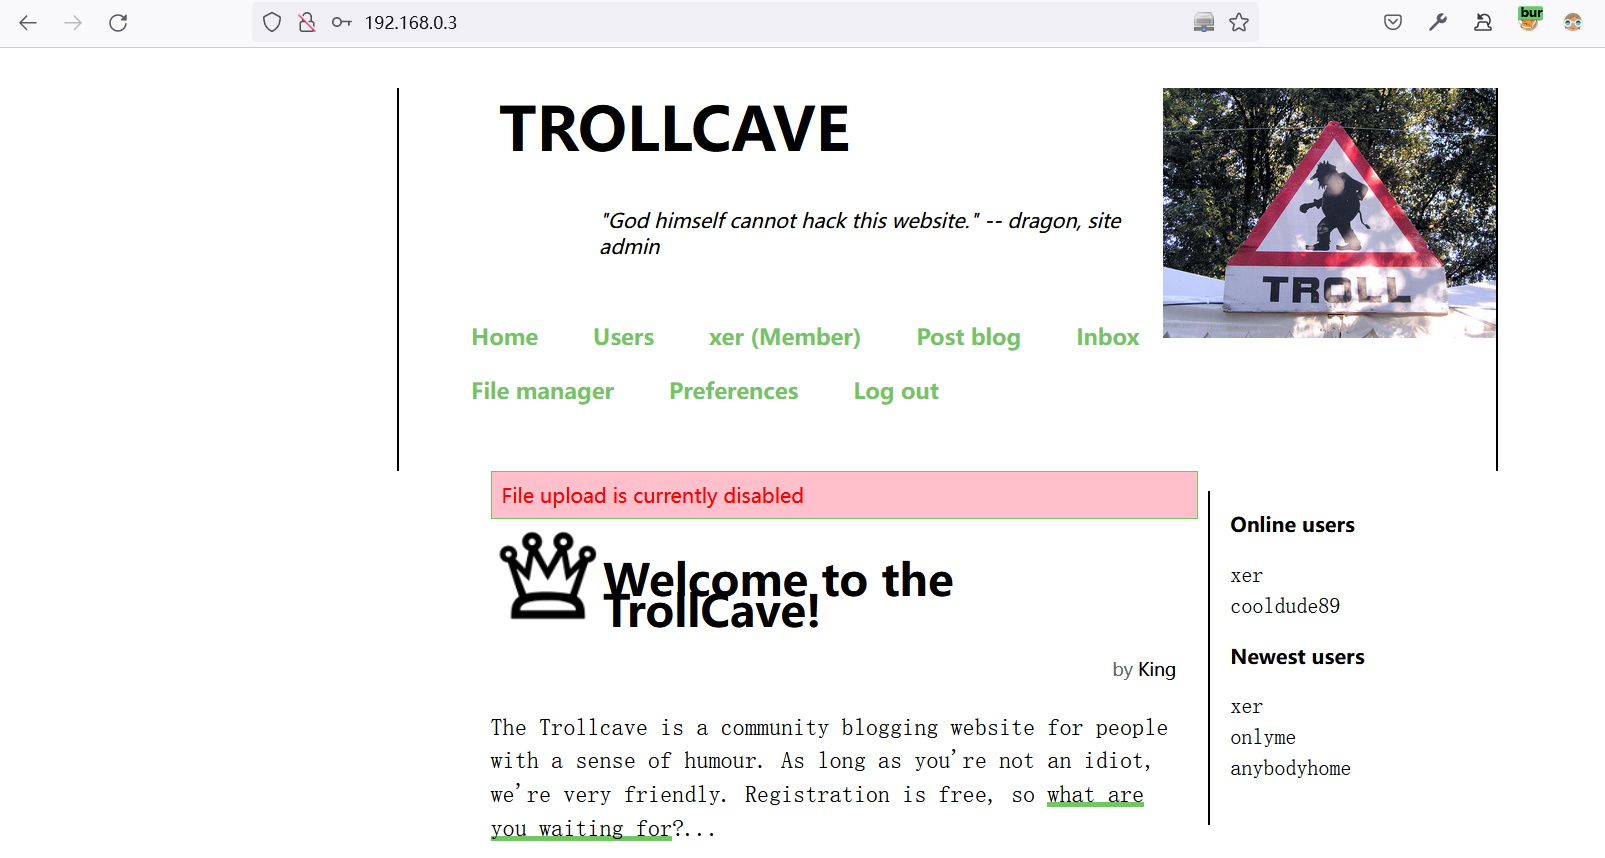 192.168.0.3
bur
TROLLCAVE
"God himself cannot hack this website." -- dragon, site
admin
TROLL
Home Users xer (Member) Post blog Inbox
File manager Preferences Log out
File upload is currently disabled
Welcome to the
TrollCave!
by King
The Trollcave is a community blogging website for people
with a sense of humour. As long as you're not an idiot,
we're very friendly. Registration is free, so what are
you waiting for?...
Online users
xer
cooldude89
Newest users
xer
onlyme
anybodyhome